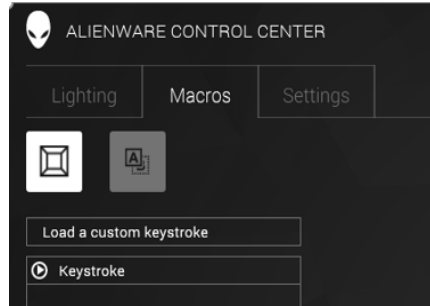 ALIENWARE CONTROL CENTER
Lighting Macros Settings
A
Load a custom keystroke
Keystroke